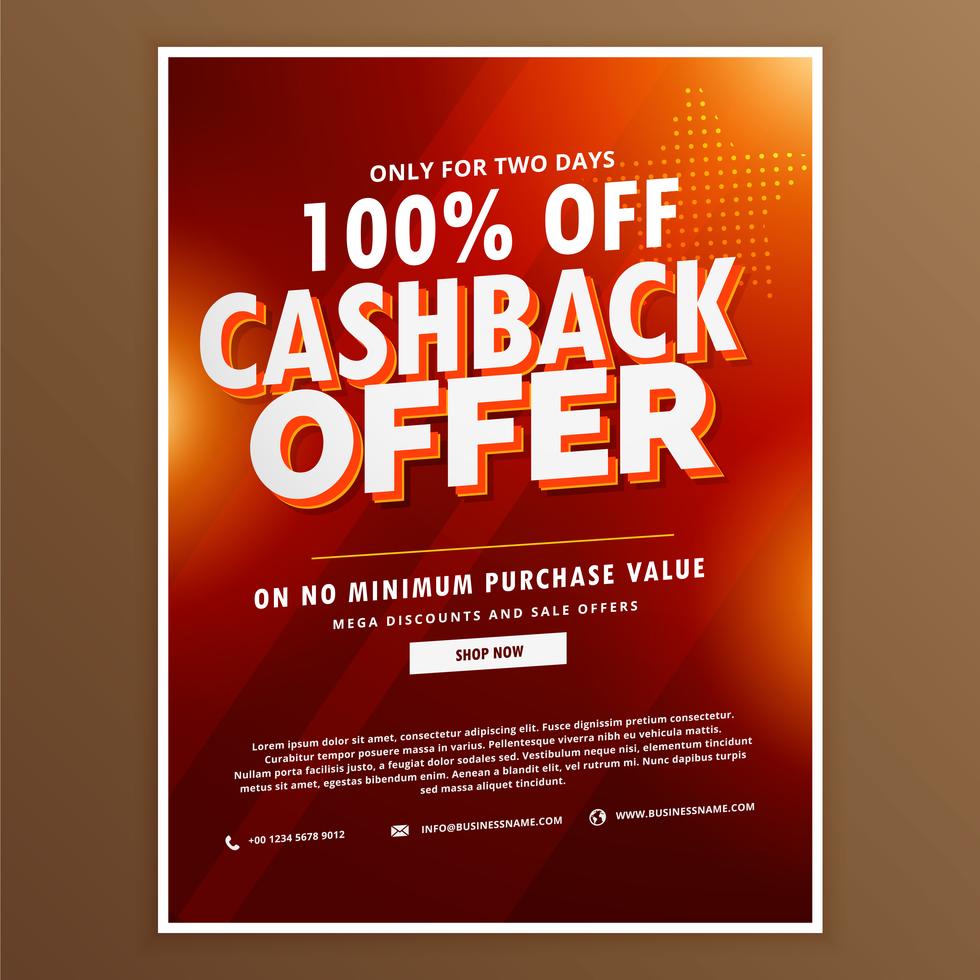 ONLY FOR TWO DAYS
100% OFF
CASHBACK
OFFER
ON NO MINIMUM PURCHASE VALUE
MEGA DISCOUNTS AND SALE OFFERS
SHOP NOW
Lorem ipsum dolor sit amet, consectetur adipiscing elit. Fusce dignissim pretium consectetur.
Curabitur tempor posuere massa in varius. Pellentesque viverra nibh eu vehicula mattis.
Nullam porta facilisis justo, a feugiat dolor sodales sed. Vestibulum neque nisi, elementum tincidunt
metus sit amet, egestas bibendum enim. Aenean a blandit elit, vel rutrum mi. Nunc dapibus turpis
sed massa aliquet tincidunt.
+00 1234 5678 9012
INFO@BUSINESSNAME.COM
WWW.BUSINESSNAME.COM